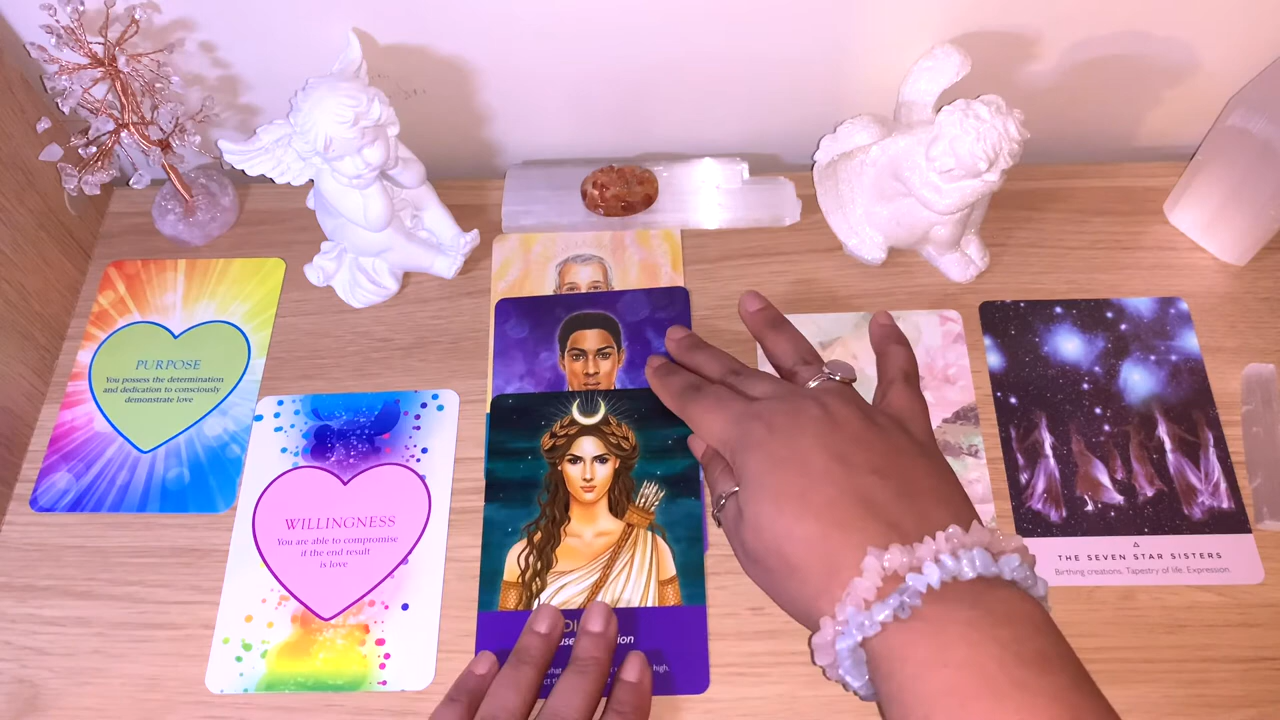 PURPOSE
You possess the determination
and dedication to consciously
demonstrate love
WILLINGNESS
You are able to compromise
if the end result
is love
high.
THE SEVEN STAR SISTERS
Birthing creations. Tapestry of life. Expression.